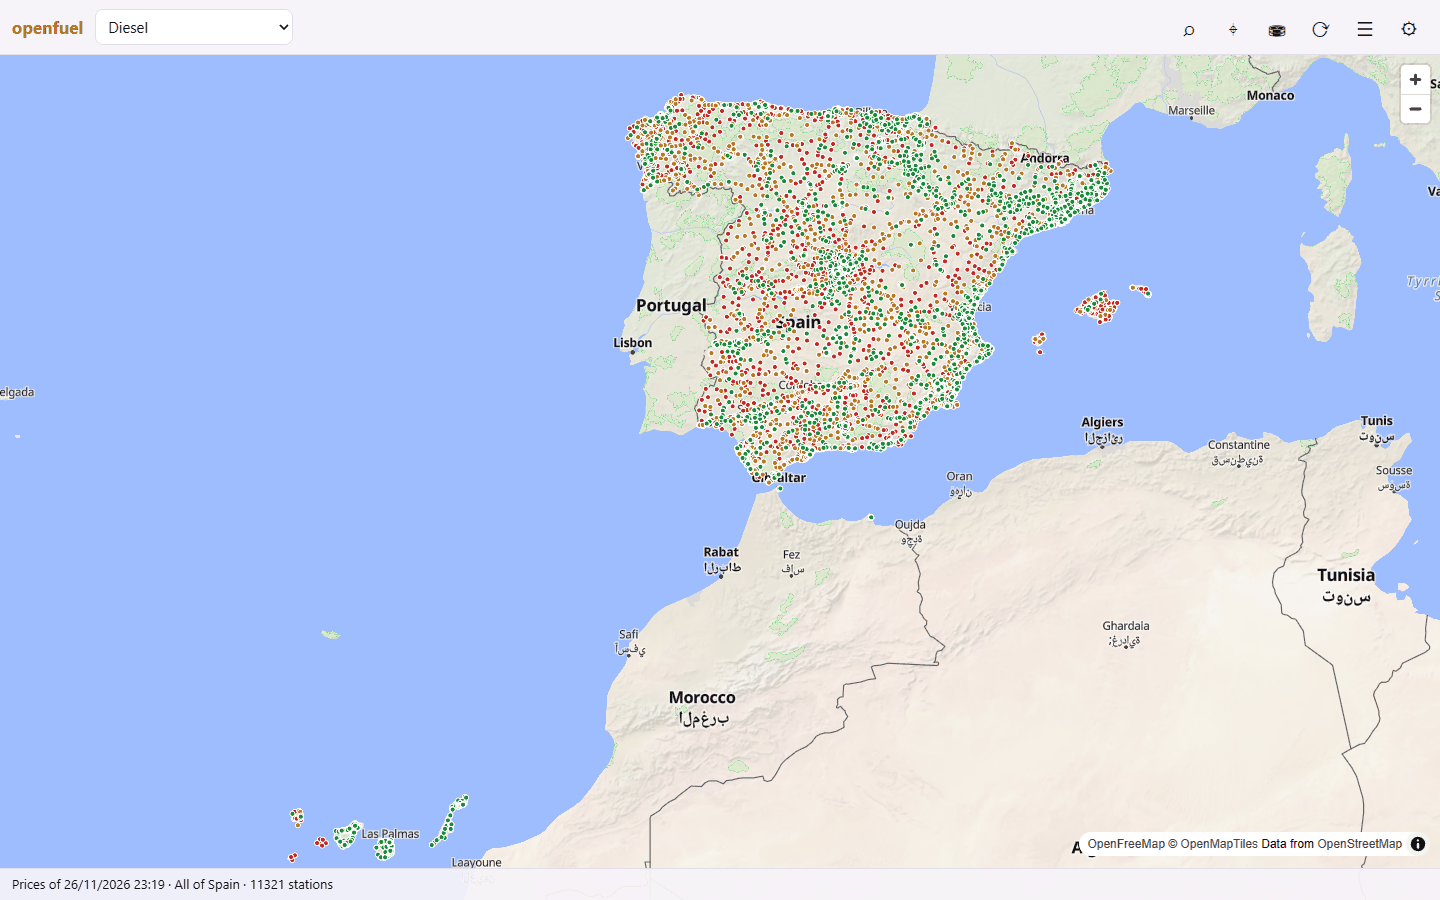 openfuel
Diesel
Monaco
Marseille
Andorra
Portugal
Spain
Lisbon
elgada
Algiers
الجزائر
Tunis
تونس
Constantine
قسنطينة
Sousse
سوسة
Gibraltar
Oran
وهران
Oujda
وجدة
Rabat
الرباط
Fez
فاس
Tunisia
تونس
Safi
آسفي
Ghardaia
غرداية
Morocco
المغرب
Las Palmas
Laayoune
OpenFreeMap © OpenMapTiles Data from OpenStreetMap
Prices of 26/11/2026 23:19 · All of Spain · 11321 stations